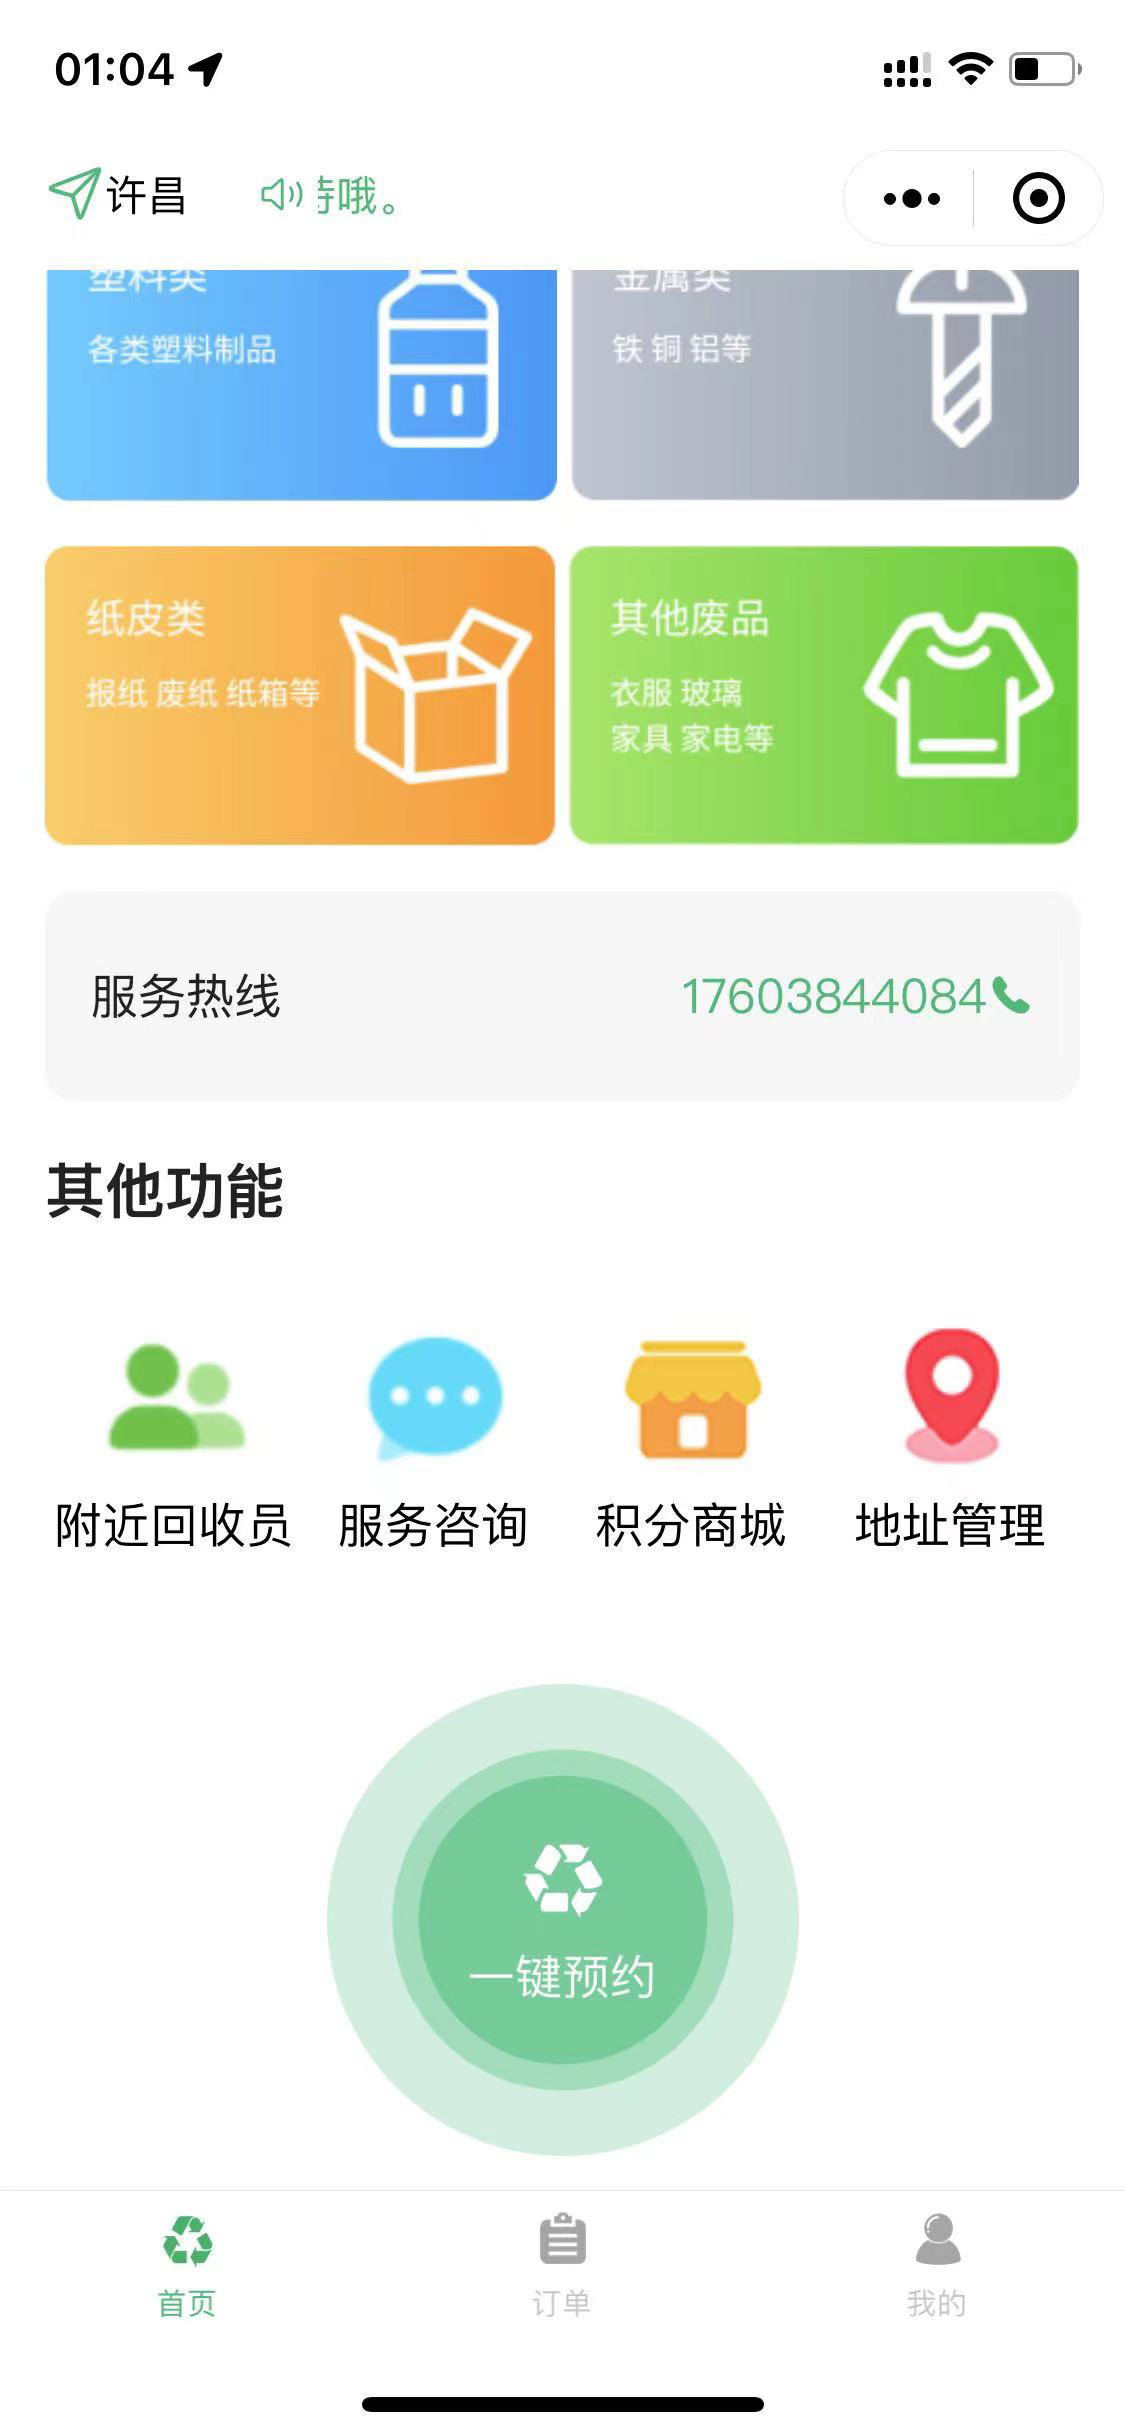 01:04
许昌
哦。
塑料类
金属类
各类塑料制品
铁 铜 铝等
纸皮类
其他废品
报纸 废纸 纸箱等
衣服 玻璃
家具 家电等
服务热线
17603844084
其他功能
附近回收员
服务咨询
积分商城
地址管理
一键预约
首页
订单
我的